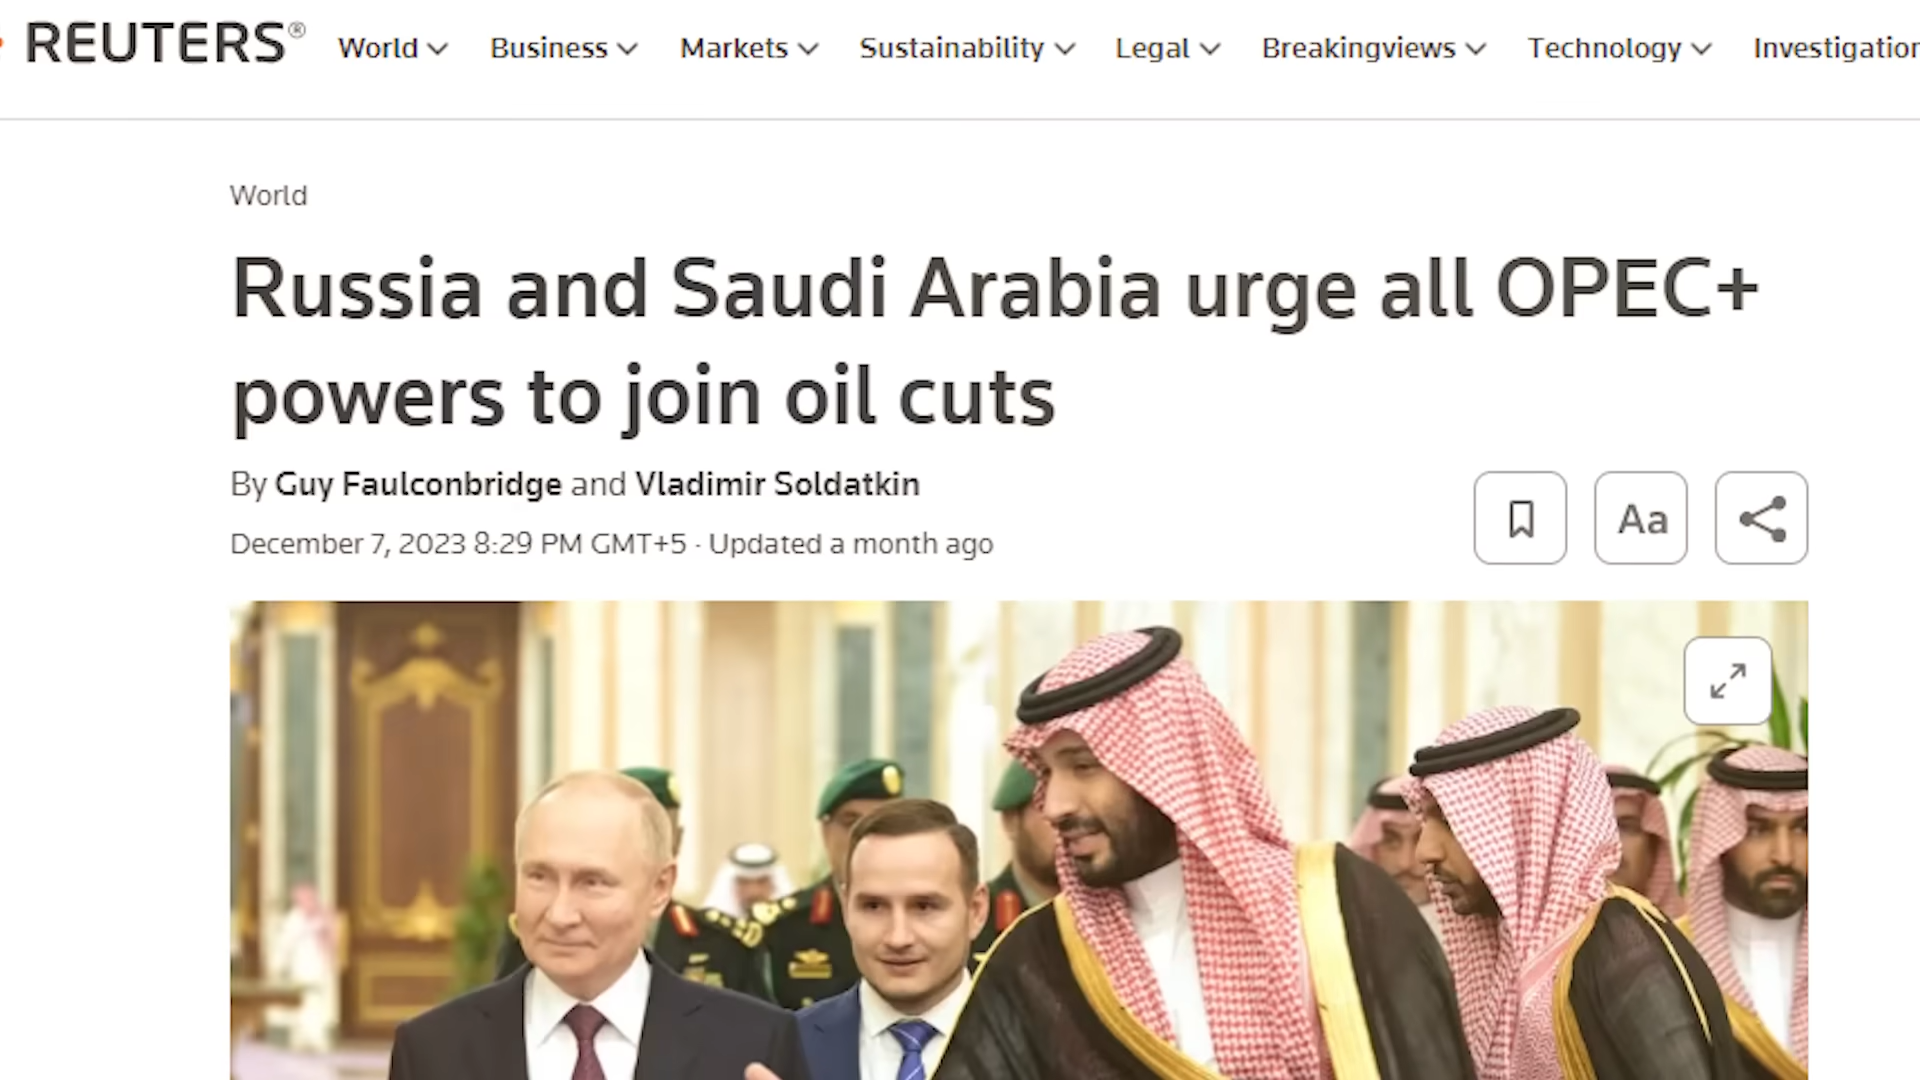 REUTERS®
World Business Markets Sustainability Legal Breakingviews Technology Investigation
World
Russia and Saudi Arabia urge all OPEC+
powers to join oil cuts
By Guy Faulconbridge and Vladimir Soldatkin
December 7, 2023 8:29 PM GMT+5 · Updated a month ago
Aa